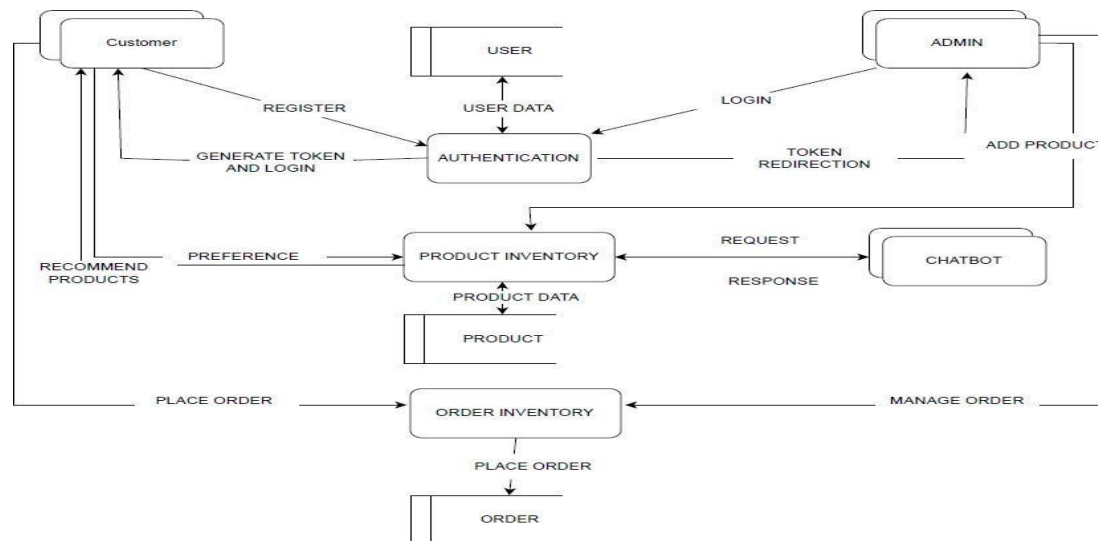 Customer
USER
ADMIN
REGISTER
USER DATA
LOGIN
AUTHENTICATION
GENERATE TOKEN
AND LOGIN
TOKEN
REDIRECTION
ADD PRODUCT
RECOMMEND
PRODUCTS
PREFERENCE
PRODUCT INVENTORY
REQUEST
RESPONSE
CHATBOT
PRODUCT DATA
PRODUCT
PLACE ORDER
ORDER INVENTORY
MANAGE ORDER
PLACE ORDER
ORDER